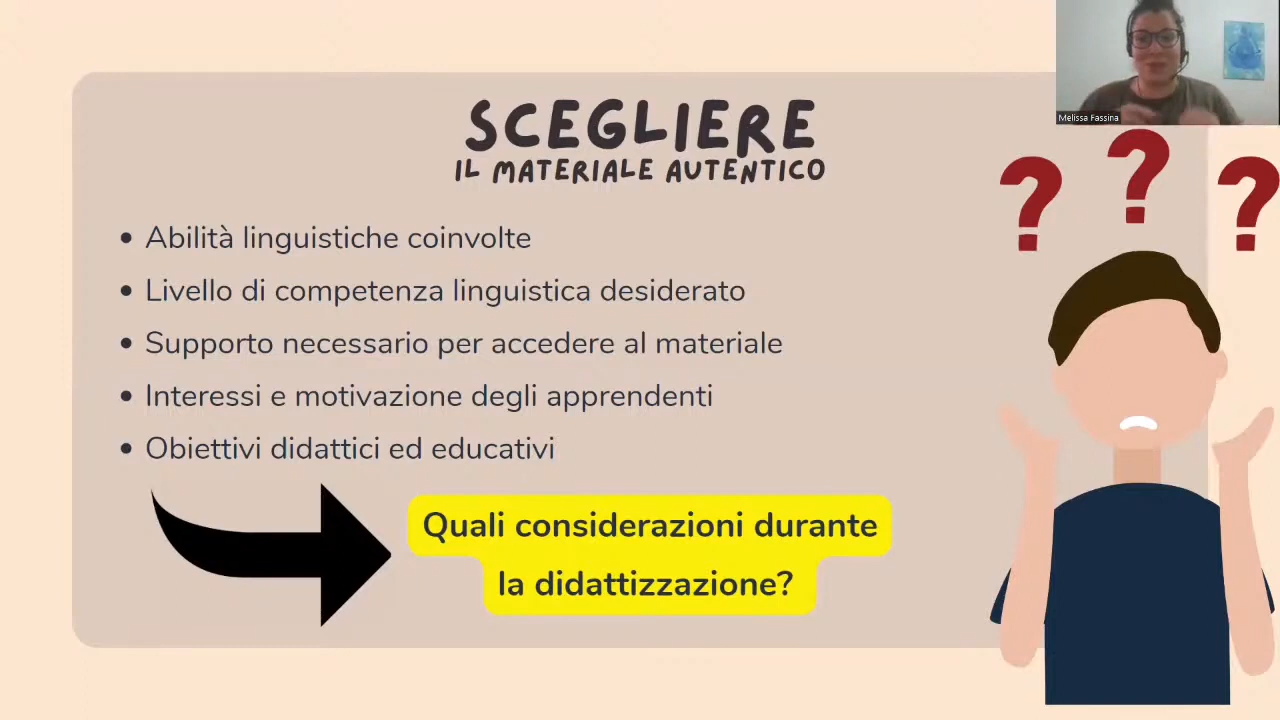 SCEGLIERE
IL MATERIALE AUTENTICO
Melissa Fassina
? ? ?
• Abilità linguistiche coinvolte
• Livello di competenza linguistica desiderato
• Supporto necessario per accedere al materiale
• Interessi e motivazione degli apprendenti
• Obiettivi didattici ed educativi
Quali considerazioni durante
la didattizzazione?